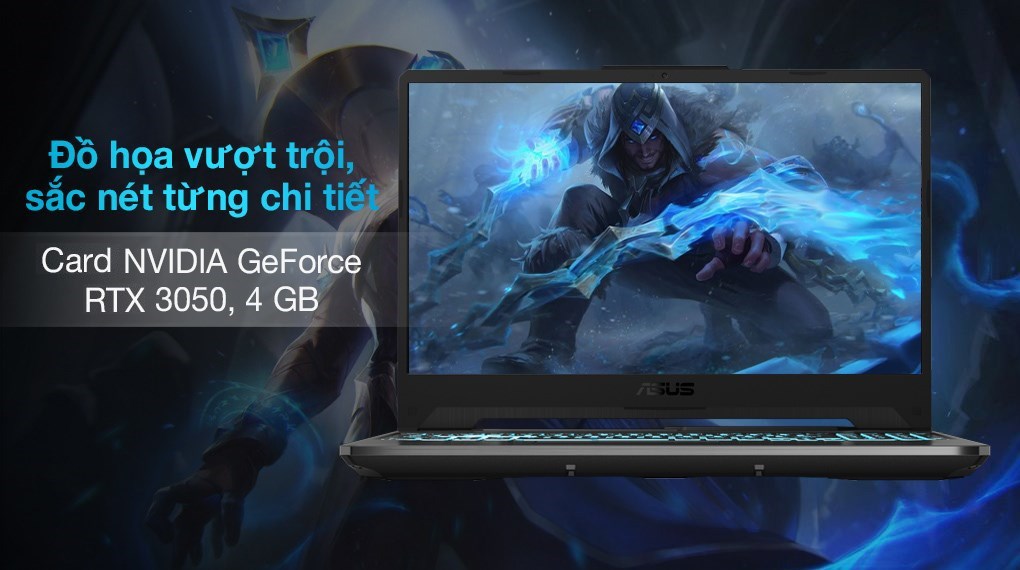 Đồ họa vượt trội,
sắc nét từng chi tiết
Card NVIDIA GeForce
RTX 3050, 4 GB
ASUS